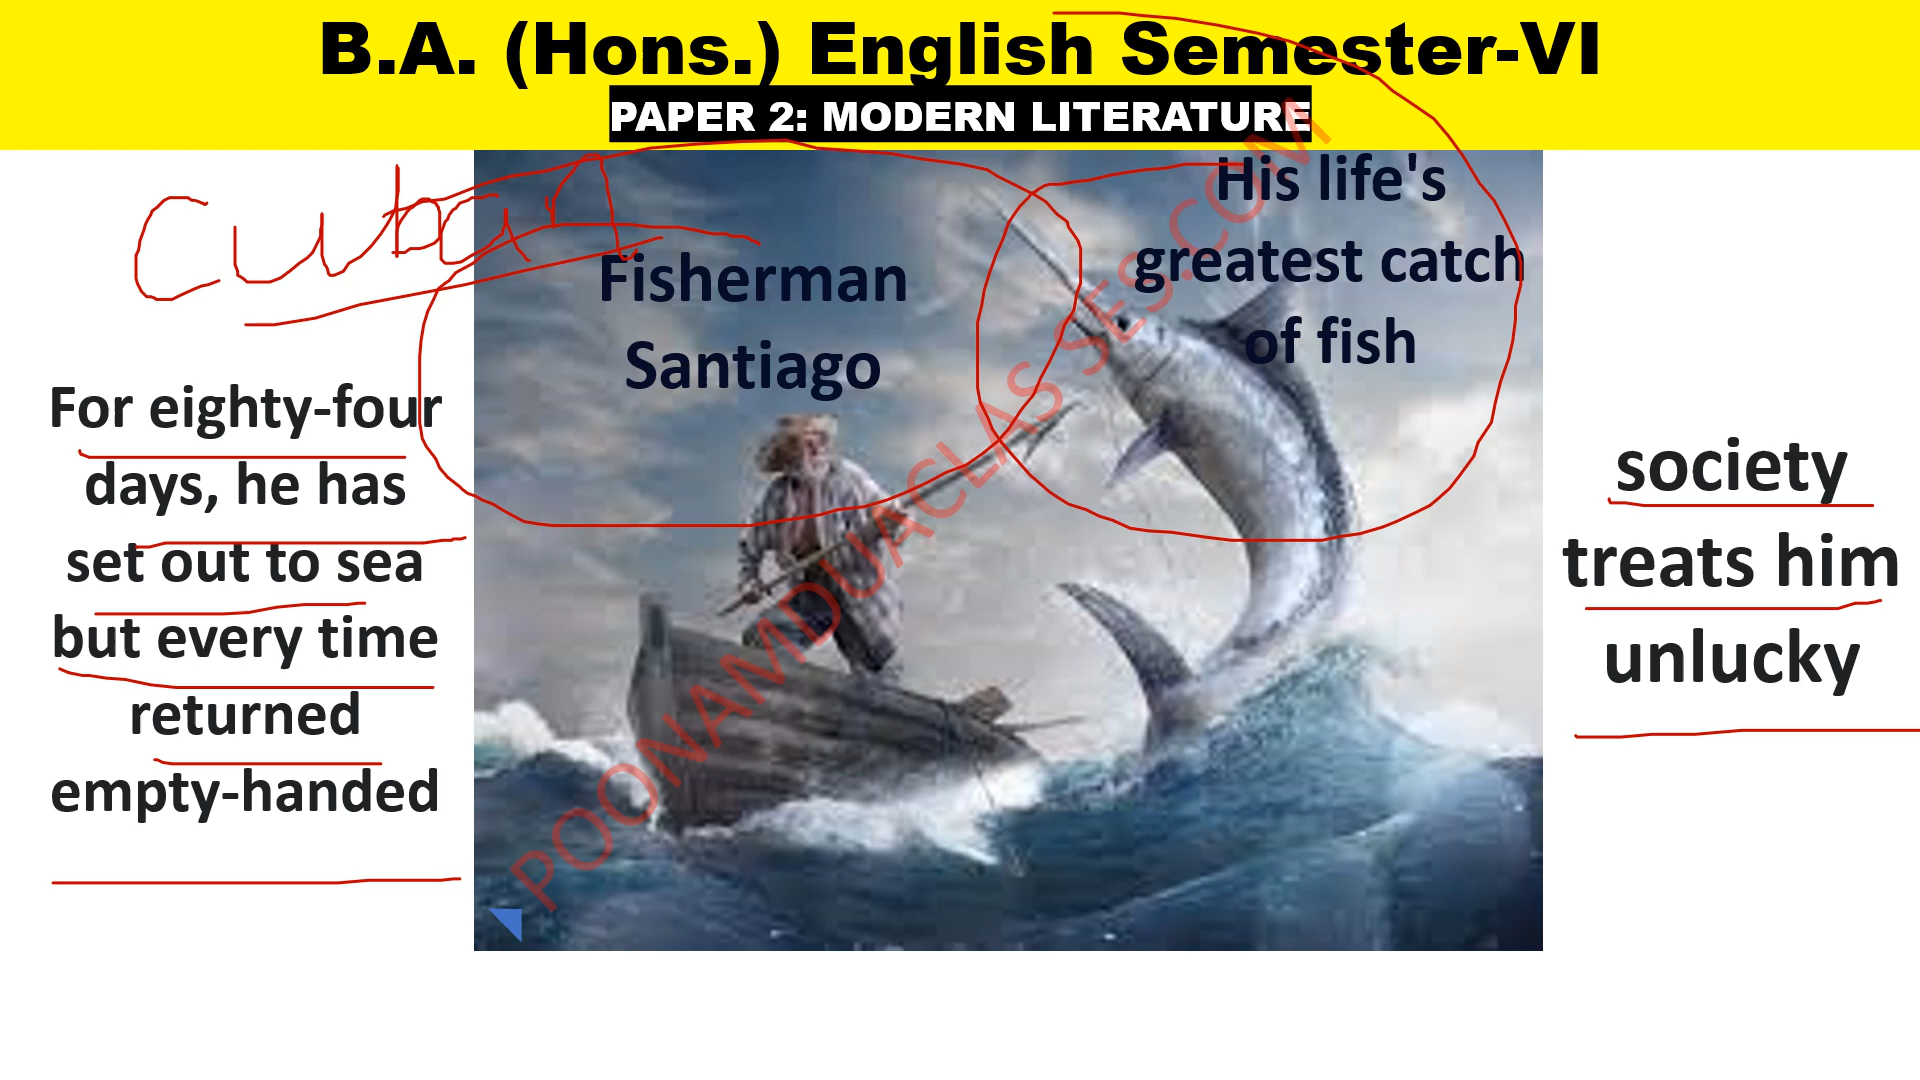 B.A. (Hons.) English Semester-VI
PAPER 2: MODERN LITERATURE
cuban
Fisherman
Santiago
His life's
greatest catch
of fish
For eighty-four
days, he has
set out to sea
but every time
returned
empty-handed
society
treats him
unlucky
POONAMDUACLASSES.COM